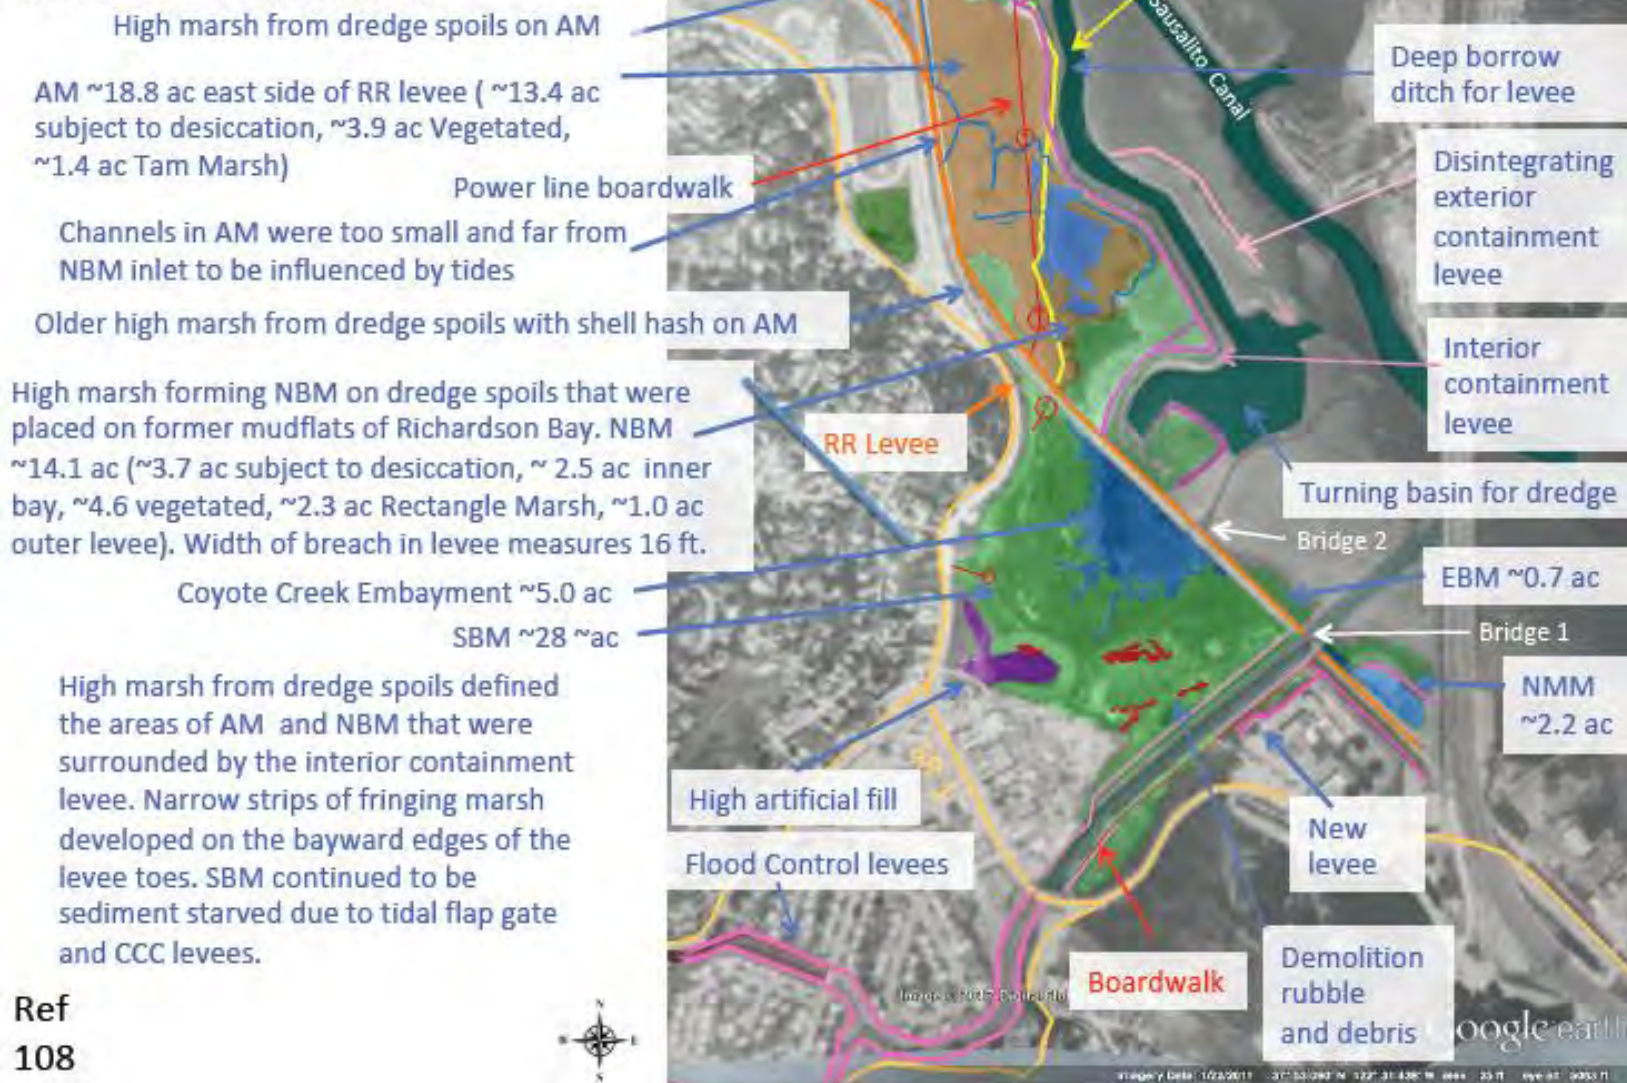 High marsh from dredge spoils on AM
AM ~18.8 ac east side of RR levee ( ~13.4 ac
subject to desiccation, ~3.9 ac Vegetated,
~1.4 ac Tam Marsh)
Power line boardwalk
Channels in AM were too small and far from
NBM inlet to be influenced by tides
Older high marsh from dredge spoils with shell hash on AM
High marsh forming NBM on dredge spoils that were
placed on former mudflats of Richardson Bay. NBM
~14.1 ac (~3.7 ac subject to desiccation, ~ 2.5 ac inner
bay, ~4.6 vegetated, ~2.3 ac Rectangle Marsh, ~1.0 ac
outer levee). Width of breach in levee measures 16 ft.
Coyote Creek Embayment ~5.0 ac
SBM ~28 ~ac
High marsh from dredge spoils defined
the areas of AM and NBM that were
surrounded by the interior containment
levee. Narrow strips of fringing marsh
developed on the bayward edges of the
levee toes. SBM continued to be
sediment starved due to tidal flap gate
and CCC levees.
Ref
108
N
E
S
Sausalito Canal
Deep borrow
ditch for levee
Disintegrating
exterior
containment
levee
Interior
containment
levee
RR Levee
Turning basin for dredge
Bridge 2
EBM ~0.7 ac
Bridge 1
NMM
~2.2 ac
High artificial fill
New
levee
Flood Control levees
Boardwalk
Demolition
rubble
and debris
Google earth
Imagery Date: 1/23/2011